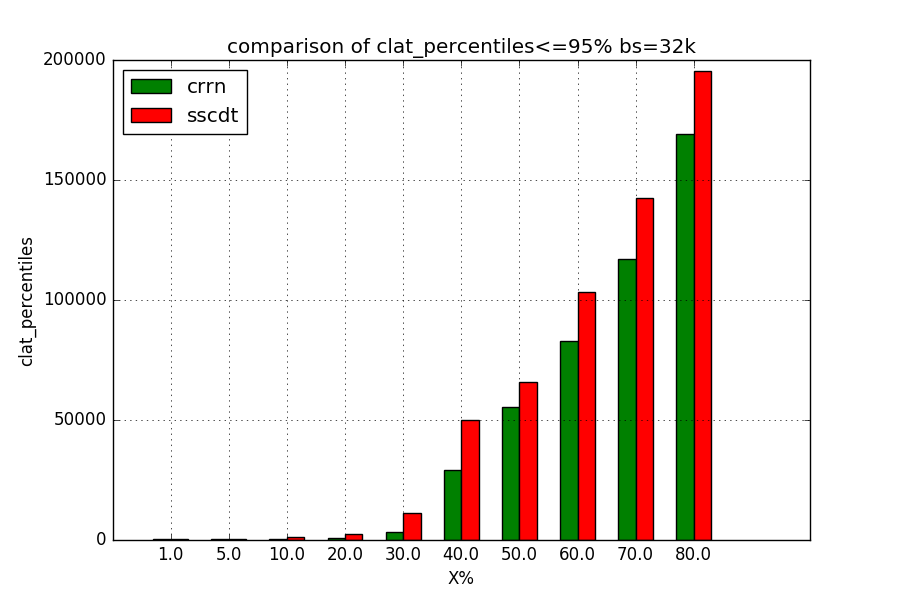 comparison of clat_percentiles<=95% bs=32k
crrn
sscdt
200000
150000
100000
50000
0
clat_percentiles
1.0 5.0 10.0 20.0 30.0 40.0 50.0 60.0 70.0 80.0
X%